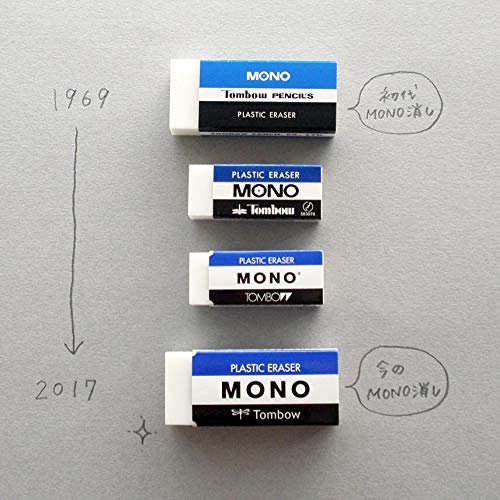 1969
MONO
Tombow PENCILS
PLASTIC ERASER
初代
MONO消し
PLASTIC ERASER
MONO
Tombow
PLASTIC ERASER
MONO
TOMBOW
2017
PLASTIC ERASER
MONO
Tombow
今の
MONO消し